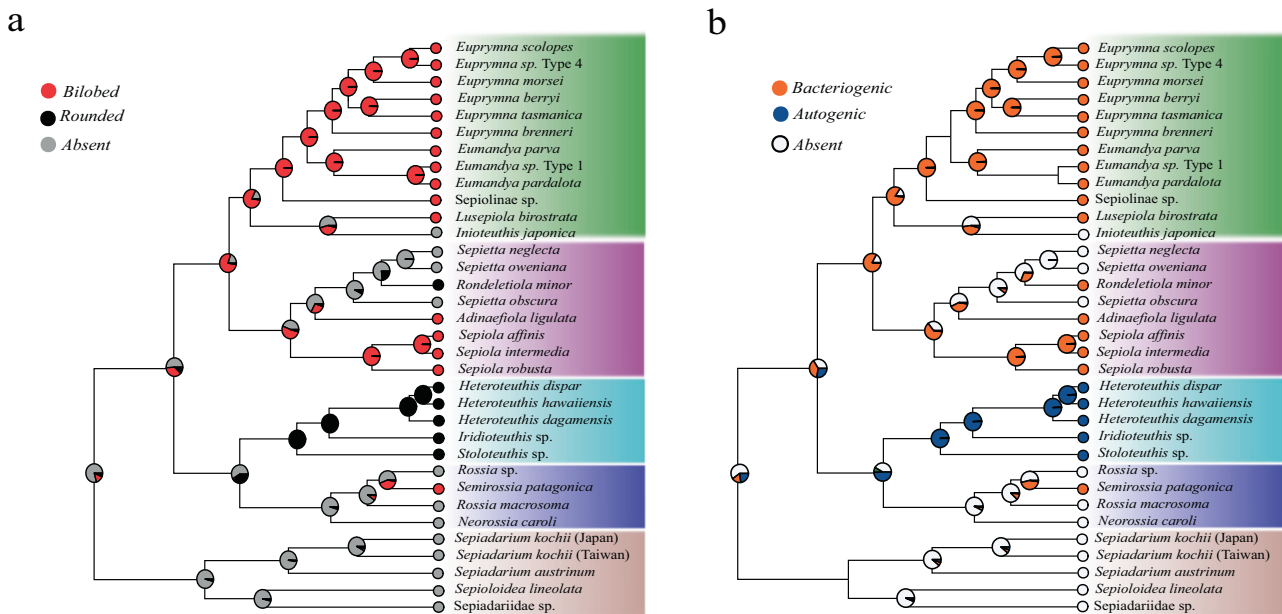 a
Bilobed
Rounded
Absent
Euprymna scolopes
Euprymna sp. Type 4
Euprymna morsei
Euprymna berryi
Euprymna tasmanica
Euprymna brenneri
Eumandya parva
Eumandya sp. Type 1
Eumandya pardalota
Sepiolinae sp.
Lusepiola birostrata
Inioteuthis japonica
Sepietta neglecta
Sepietta oweniana
Rondeletiola minor
Sepietta obscura
Adinaefiola ligulata
Sepiola affinis
Sepiola intermedia
Sepiola robusta
Heteroteuthis dispar
Heteroteuthis hawaiiensis
Heteroteuthis dagamensis
Iridioteuthis sp.
Stoloteuthis sp.
Rossia sp.
Semirossia patagonica
Rossia macrosoma
Neorossia caroli
Sepiadarium kochii (Japan)
Sepiadarium kochii (Taiwan)
Sepiadarium austrinum
Sepioloidea lineolata
Sepiadariidae sp.
b
Bacteriogenic
Autogenic
Absent
Euprymna scolopes
Euprymna sp. Type 4
Euprymna morsei
Euprymna berryi
Euprymna tasmanica
Euprymna brenneri
Eumandya parva
Eumandya sp. Type 1
Eumandya pardalota
Sepiolinae sp.
Lusepiola birostrata
Inioteuthis japonica
Sepietta neglecta
Sepietta oweniana
Rondeletiola minor
Sepietta obscura
Adinaefiola ligulata
Sepiola affinis
Sepiola intermedia
Sepiola robusta
Heteroteuthis dispar
Heteroteuthis hawaiiensis
Heteroteuthis dagamensis
Iridioteuthis sp.
Stoloteuthis sp.
Rossia sp.
Semirossia patagonica
Rossia macrosoma
Neorossia caroli
Sepiadarium kochii (Japan)
Sepiadarium kochii (Taiwan)
Sepiadarium austrinum
Sepioloidea lineolata
Sepiadariidae sp.